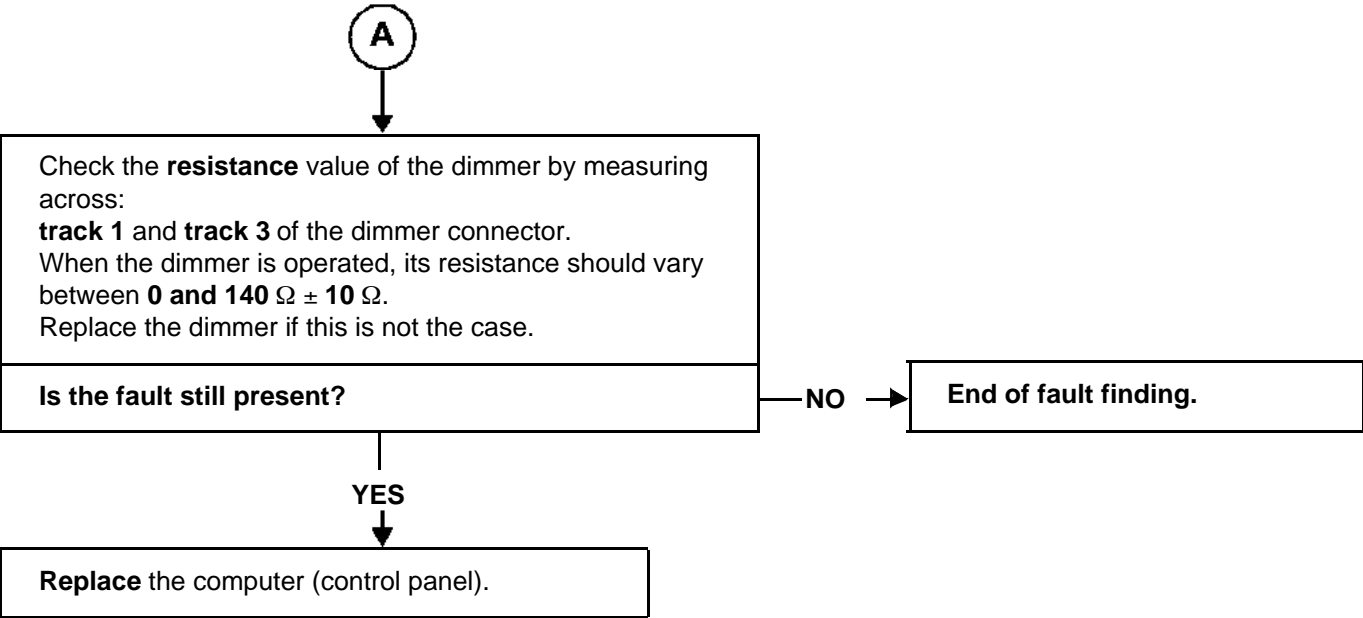 A
Check the resistance value of the dimmer by measuring
across:
track 1 and track 3 of the dimmer connector.
When the dimmer is operated, its resistance should vary
between 0 and 140 Ω ± 10 Ω.
Replace the dimmer if this is not the case.
Is the fault still present?
NO
End of fault finding.
YES
Replace the computer (control panel).